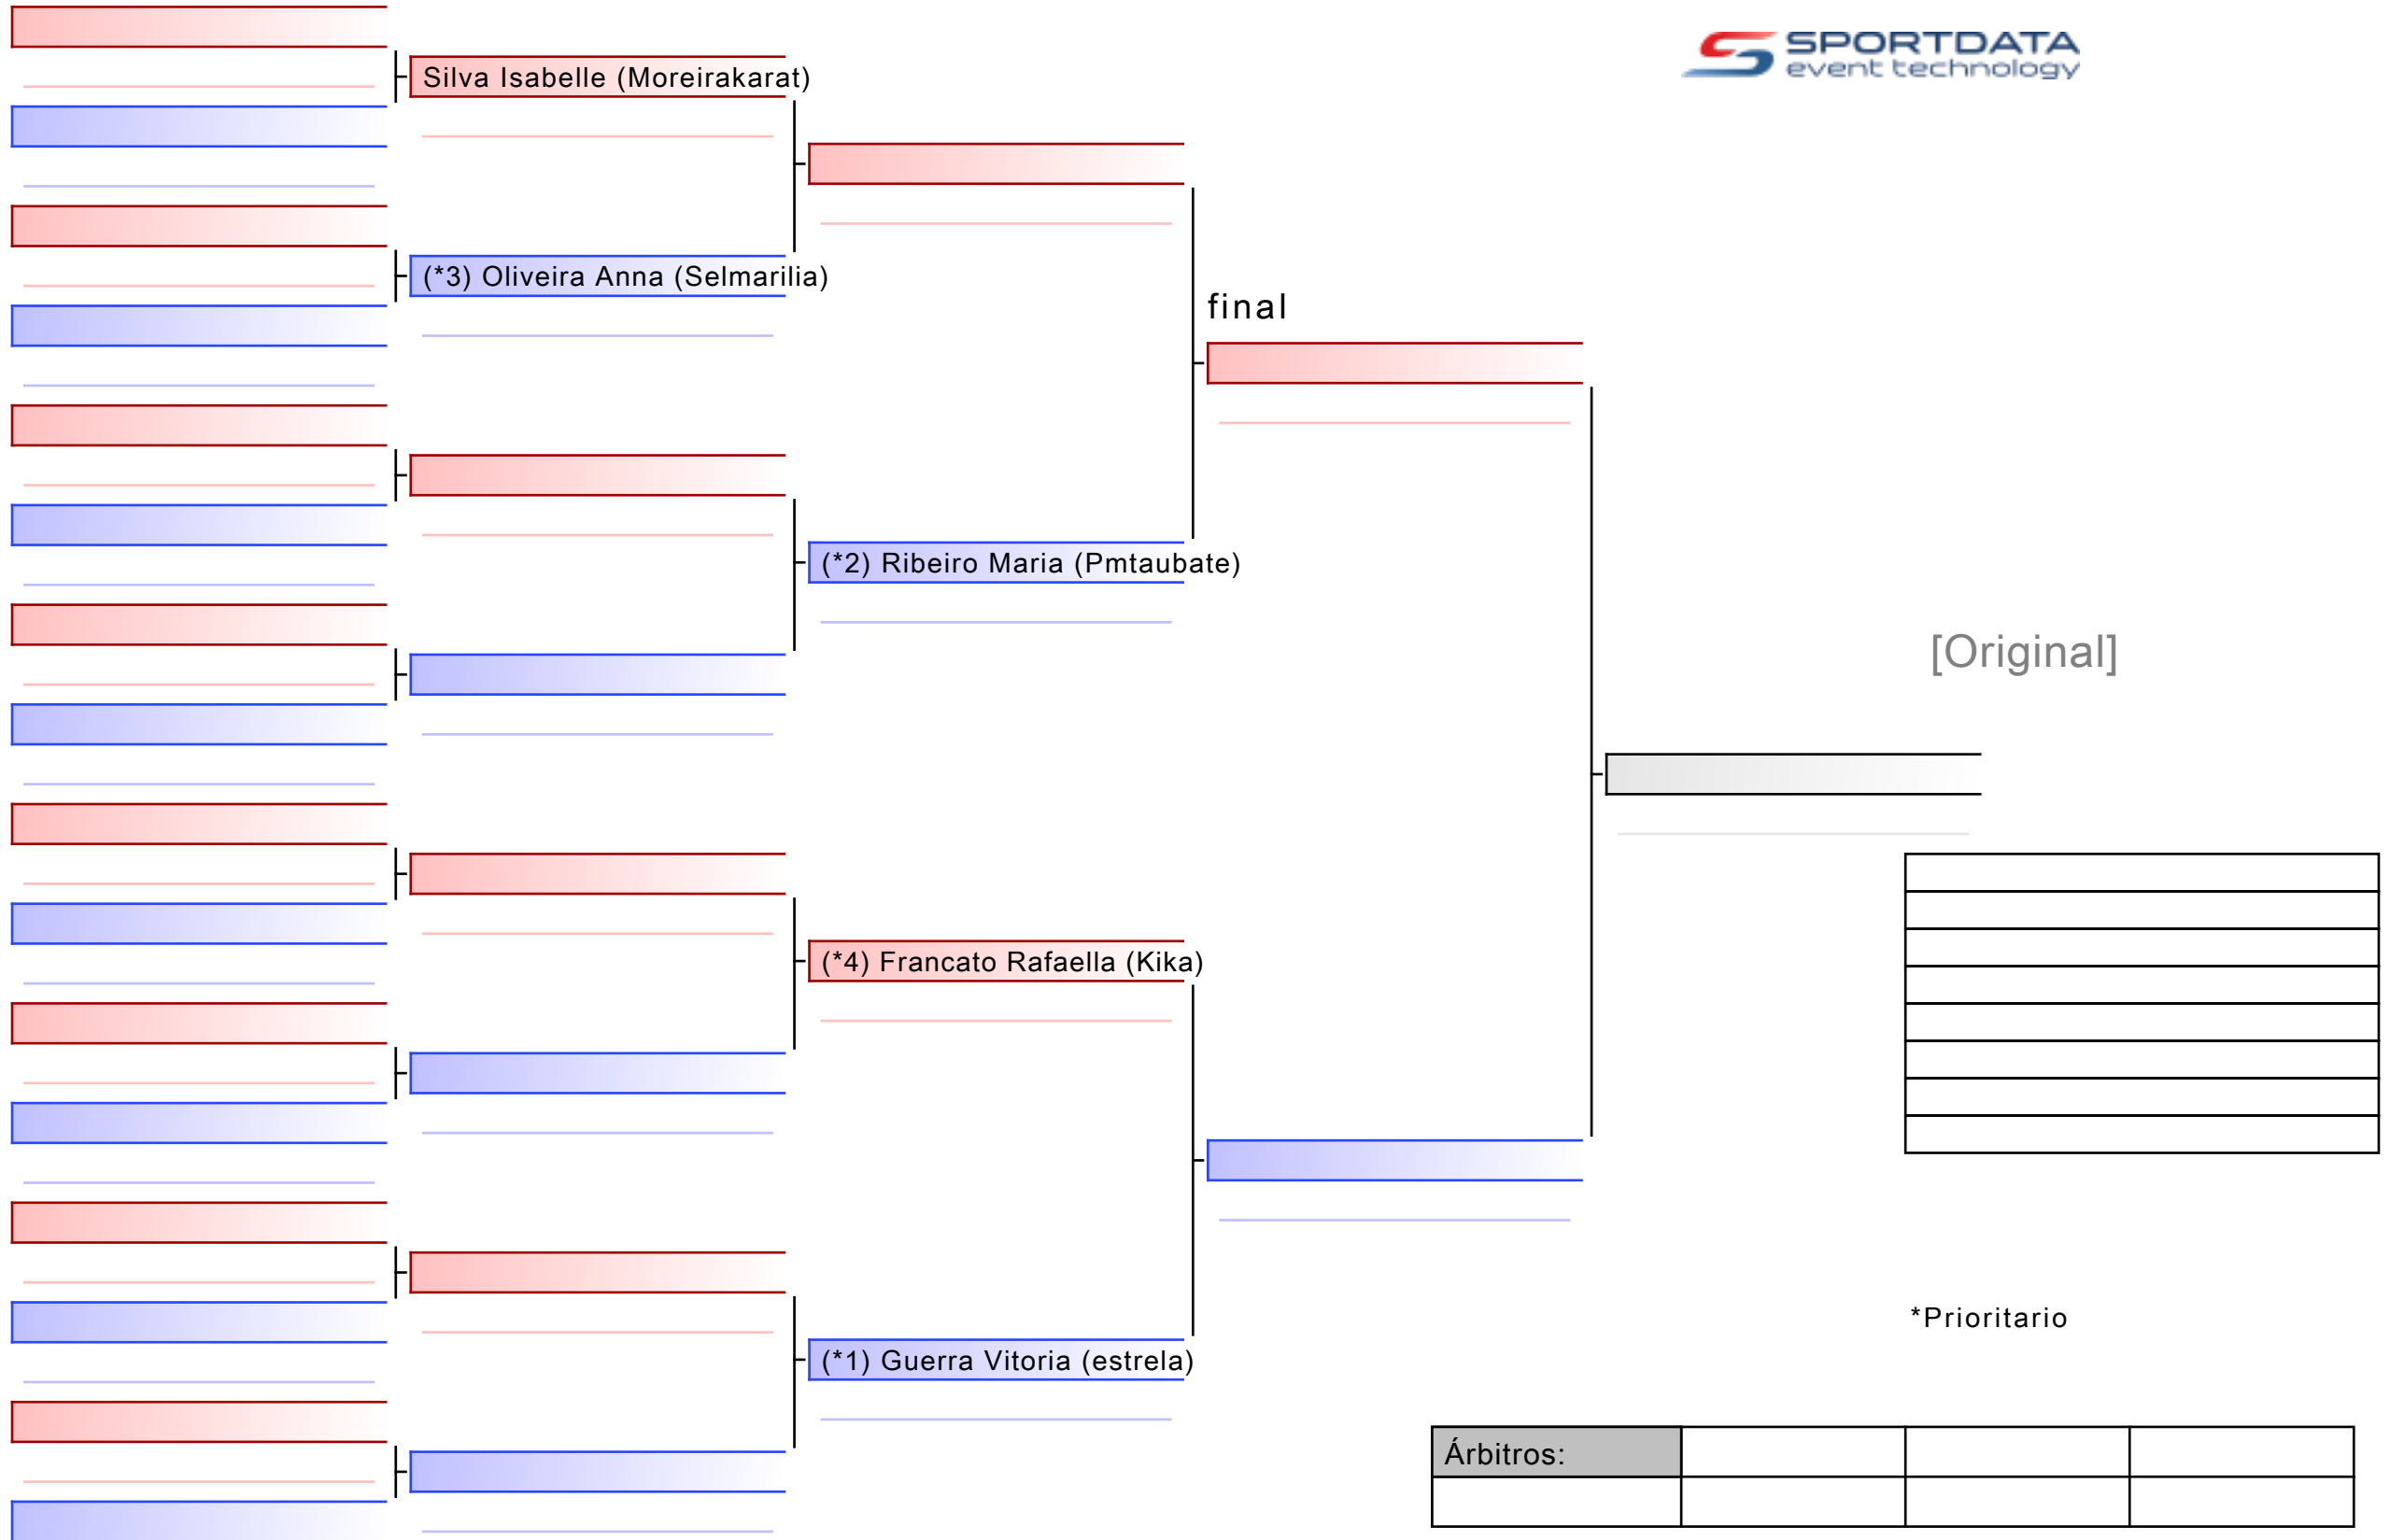 SPORTDATA
event technology
Silva Isabelle (Moreirakarat)
(*3) Oliveira Anna (Selmarilia)
final
(*2) Ribeiro Maria (Pmtaubate)
[Original]
(*4) Francato Rafaella (Kika)
*Prioritario
(*1) Guerra Vitoria (estrela)
Árbitros: